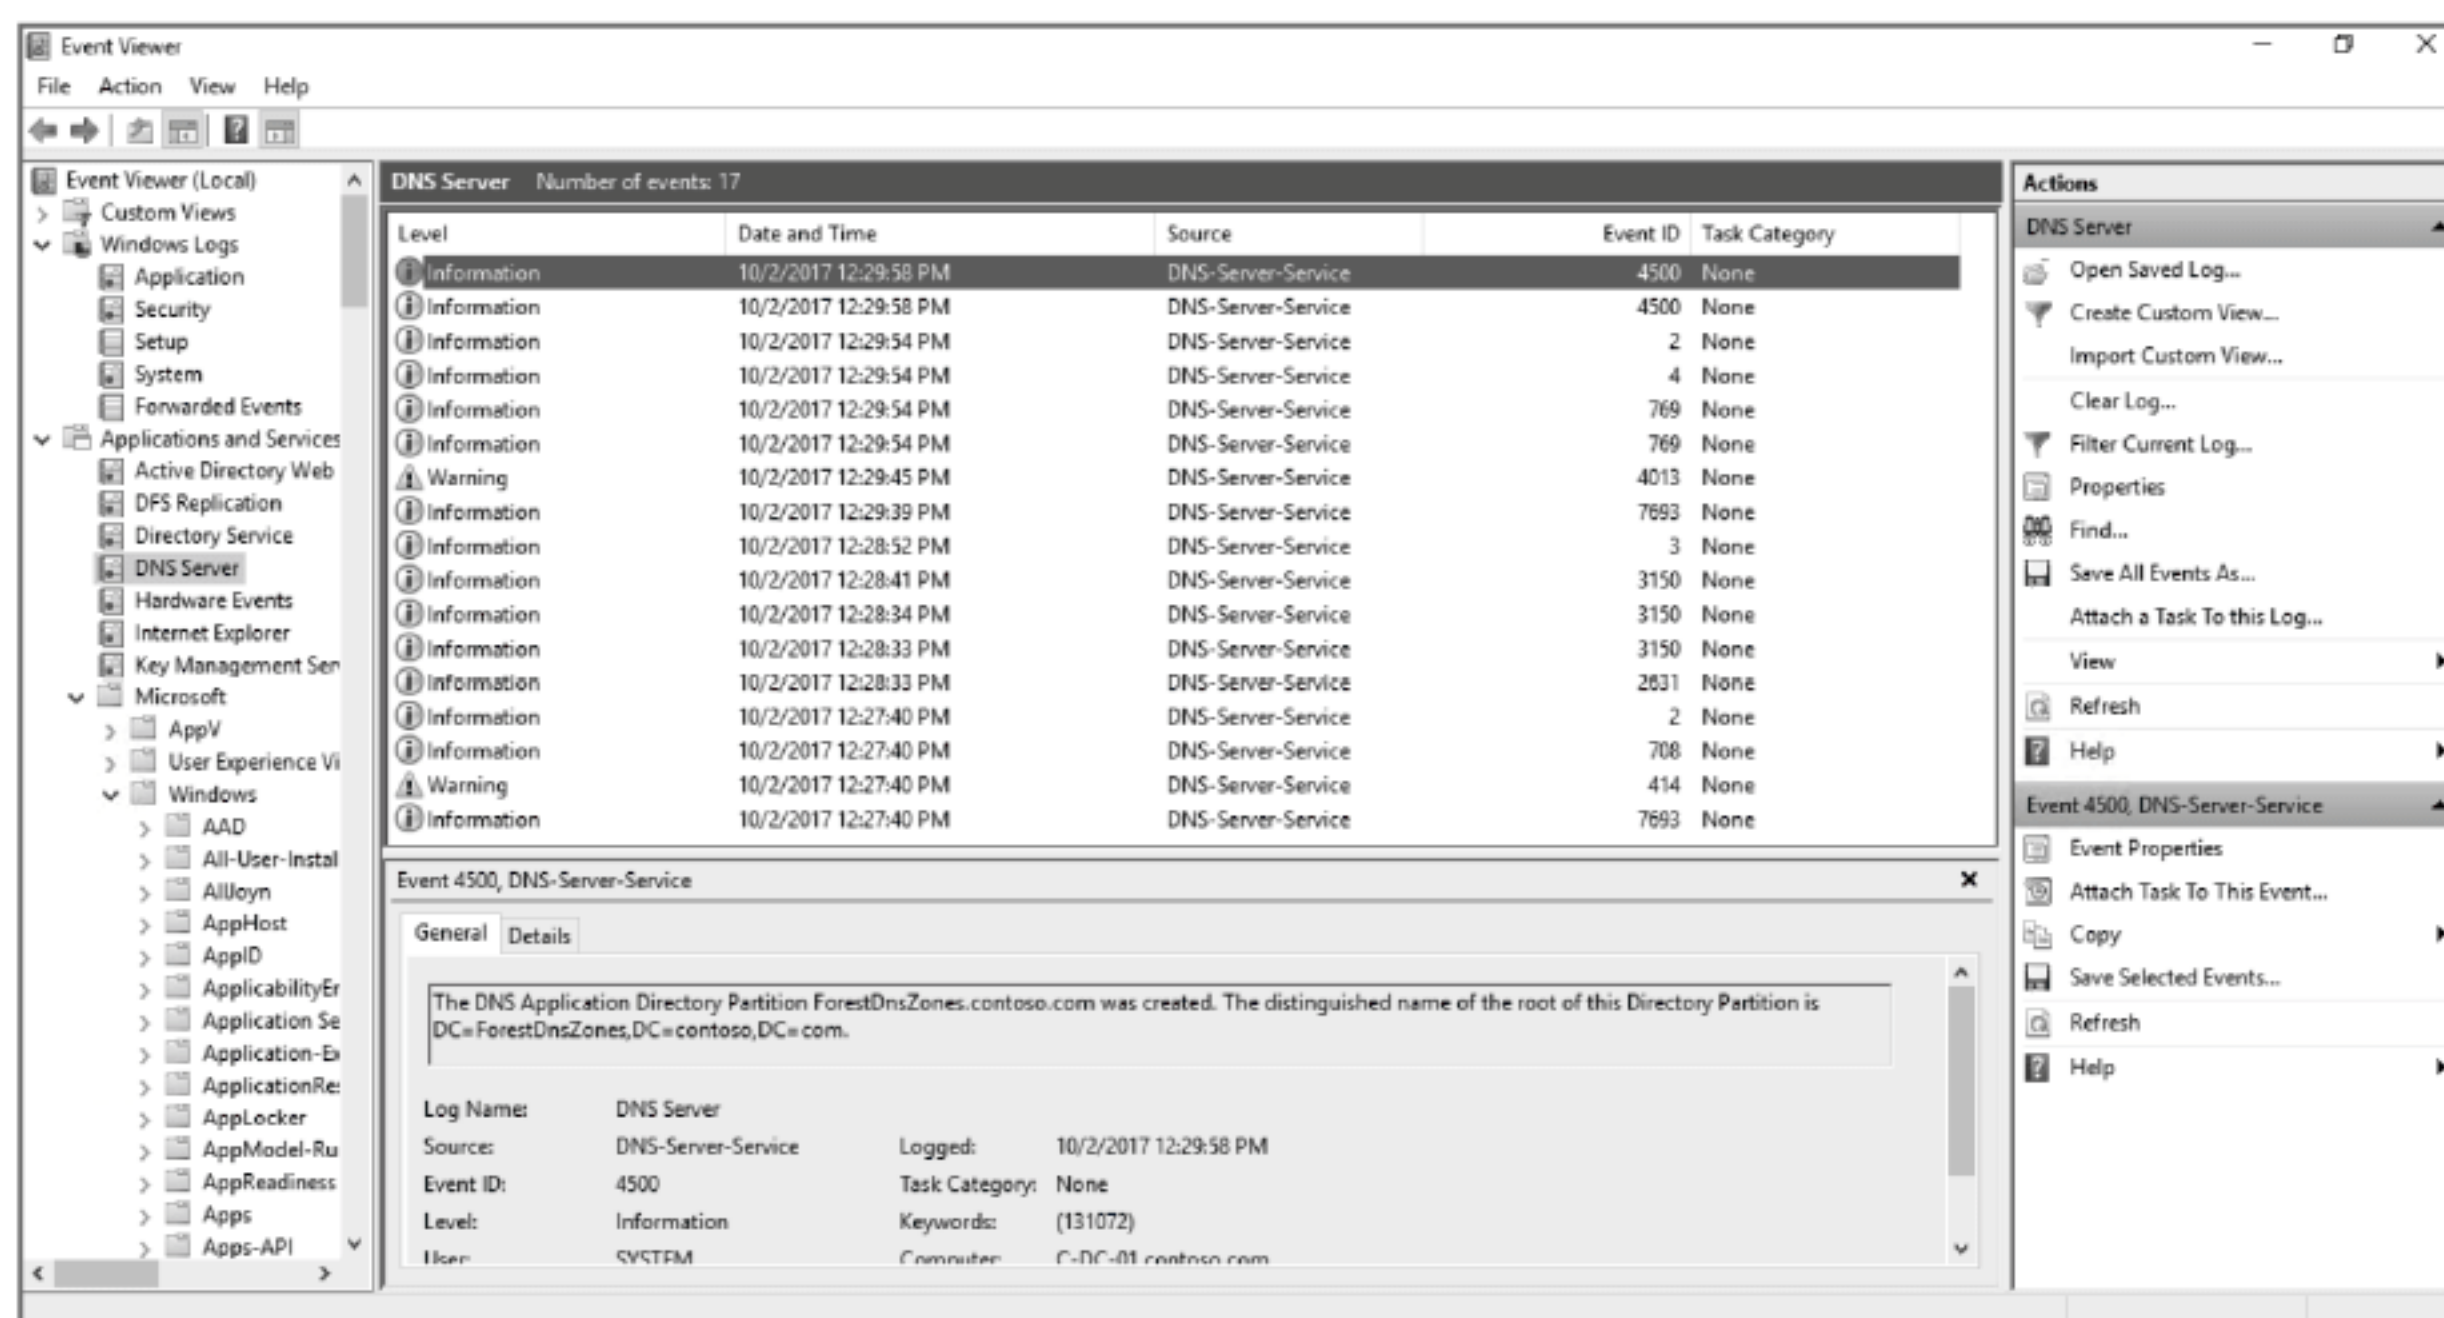 Event Viewer
File Action View Help
Event Viewer (Local)
Custom Views
Windows Logs
Application
Security
Setup
System
Forwarded Events
Applications and Services
Active Directory Web
DFS Replication
Directory Service
DNS Server
Hardware Events
Internet Explorer
Key Management Ser
Microsoft
AppV
User Experience Vi
Windows
AAD
All-User-Instal
AllJoyn
AppHost
AppID
ApplicabilityEr
Application Se
Application-Ex
ApplicationRe
AppLocker
AppModel-Ru
AppReadiness
Apps
Apps-API
DNS Server Number of events: 17
Level Date and Time Source Event ID Task Category
Information 10/2/2017 12:29:58 PM DNS-Server-Service 4500 None
Information 10/2/2017 12:29:58 PM DNS-Server-Service 4500 None
Information 10/2/2017 12:29:54 PM DNS-Server-Service 2 None
Information 10/2/2017 12:29:54 PM DNS-Server-Service 4 None
Information 10/2/2017 12:29:54 PM DNS-Server-Service 769 None
Information 10/2/2017 12:29:54 PM DNS-Server-Service 769 None
Warning 10/2/2017 12:29:45 PM DNS-Server-Service 4013 None
Information 10/2/2017 12:29:39 PM DNS-Server-Service 7693 None
Information 10/2/2017 12:28:52 PM DNS-Server-Service 3 None
Information 10/2/2017 12:28:41 PM DNS-Server-Service 3150 None
Information 10/2/2017 12:28:34 PM DNS-Server-Service 3150 None
Information 10/2/2017 12:28:33 PM DNS-Server-Service 3150 None
Information 10/2/2017 12:28:33 PM DNS-Server-Service 2631 None
Information 10/2/2017 12:27:40 PM DNS-Server-Service 2 None
Information 10/2/2017 12:27:40 PM DNS-Server-Service 708 None
Warning 10/2/2017 12:27:40 PM DNS-Server-Service 414 None
Information 10/2/2017 12:27:40 PM DNS-Server-Service 7693 None
Event 4500, DNS-Server-Service
General Details
The DNS Application Directory Partition ForestDnsZones.contoso.com was created. The distinguished name of the root of this Directory Partition is
DC=ForestDnsZones,DC=contoso,DC=com.
Log Name: DNS Server
Source: DNS-Server-Service Logged: 10/2/2017 12:29:58 PM
Event ID: 4500 Task Category: None
Level: Information Keywords: (131072)
User: SYSTEM Computer: C-DC-01.contoso.com
Actions
DNS Server
Open Saved Log...
Create Custom View...
Import Custom View...
Clear Log...
Filter Current Log...
Properties
Find...
Save All Events As...
Attach a Task To this Log...
View
Refresh
Help
Event 4500, DNS-Server-Service
Event Properties
Attach Task To This Event...
Copy
Save Selected Events...
Refresh
Help